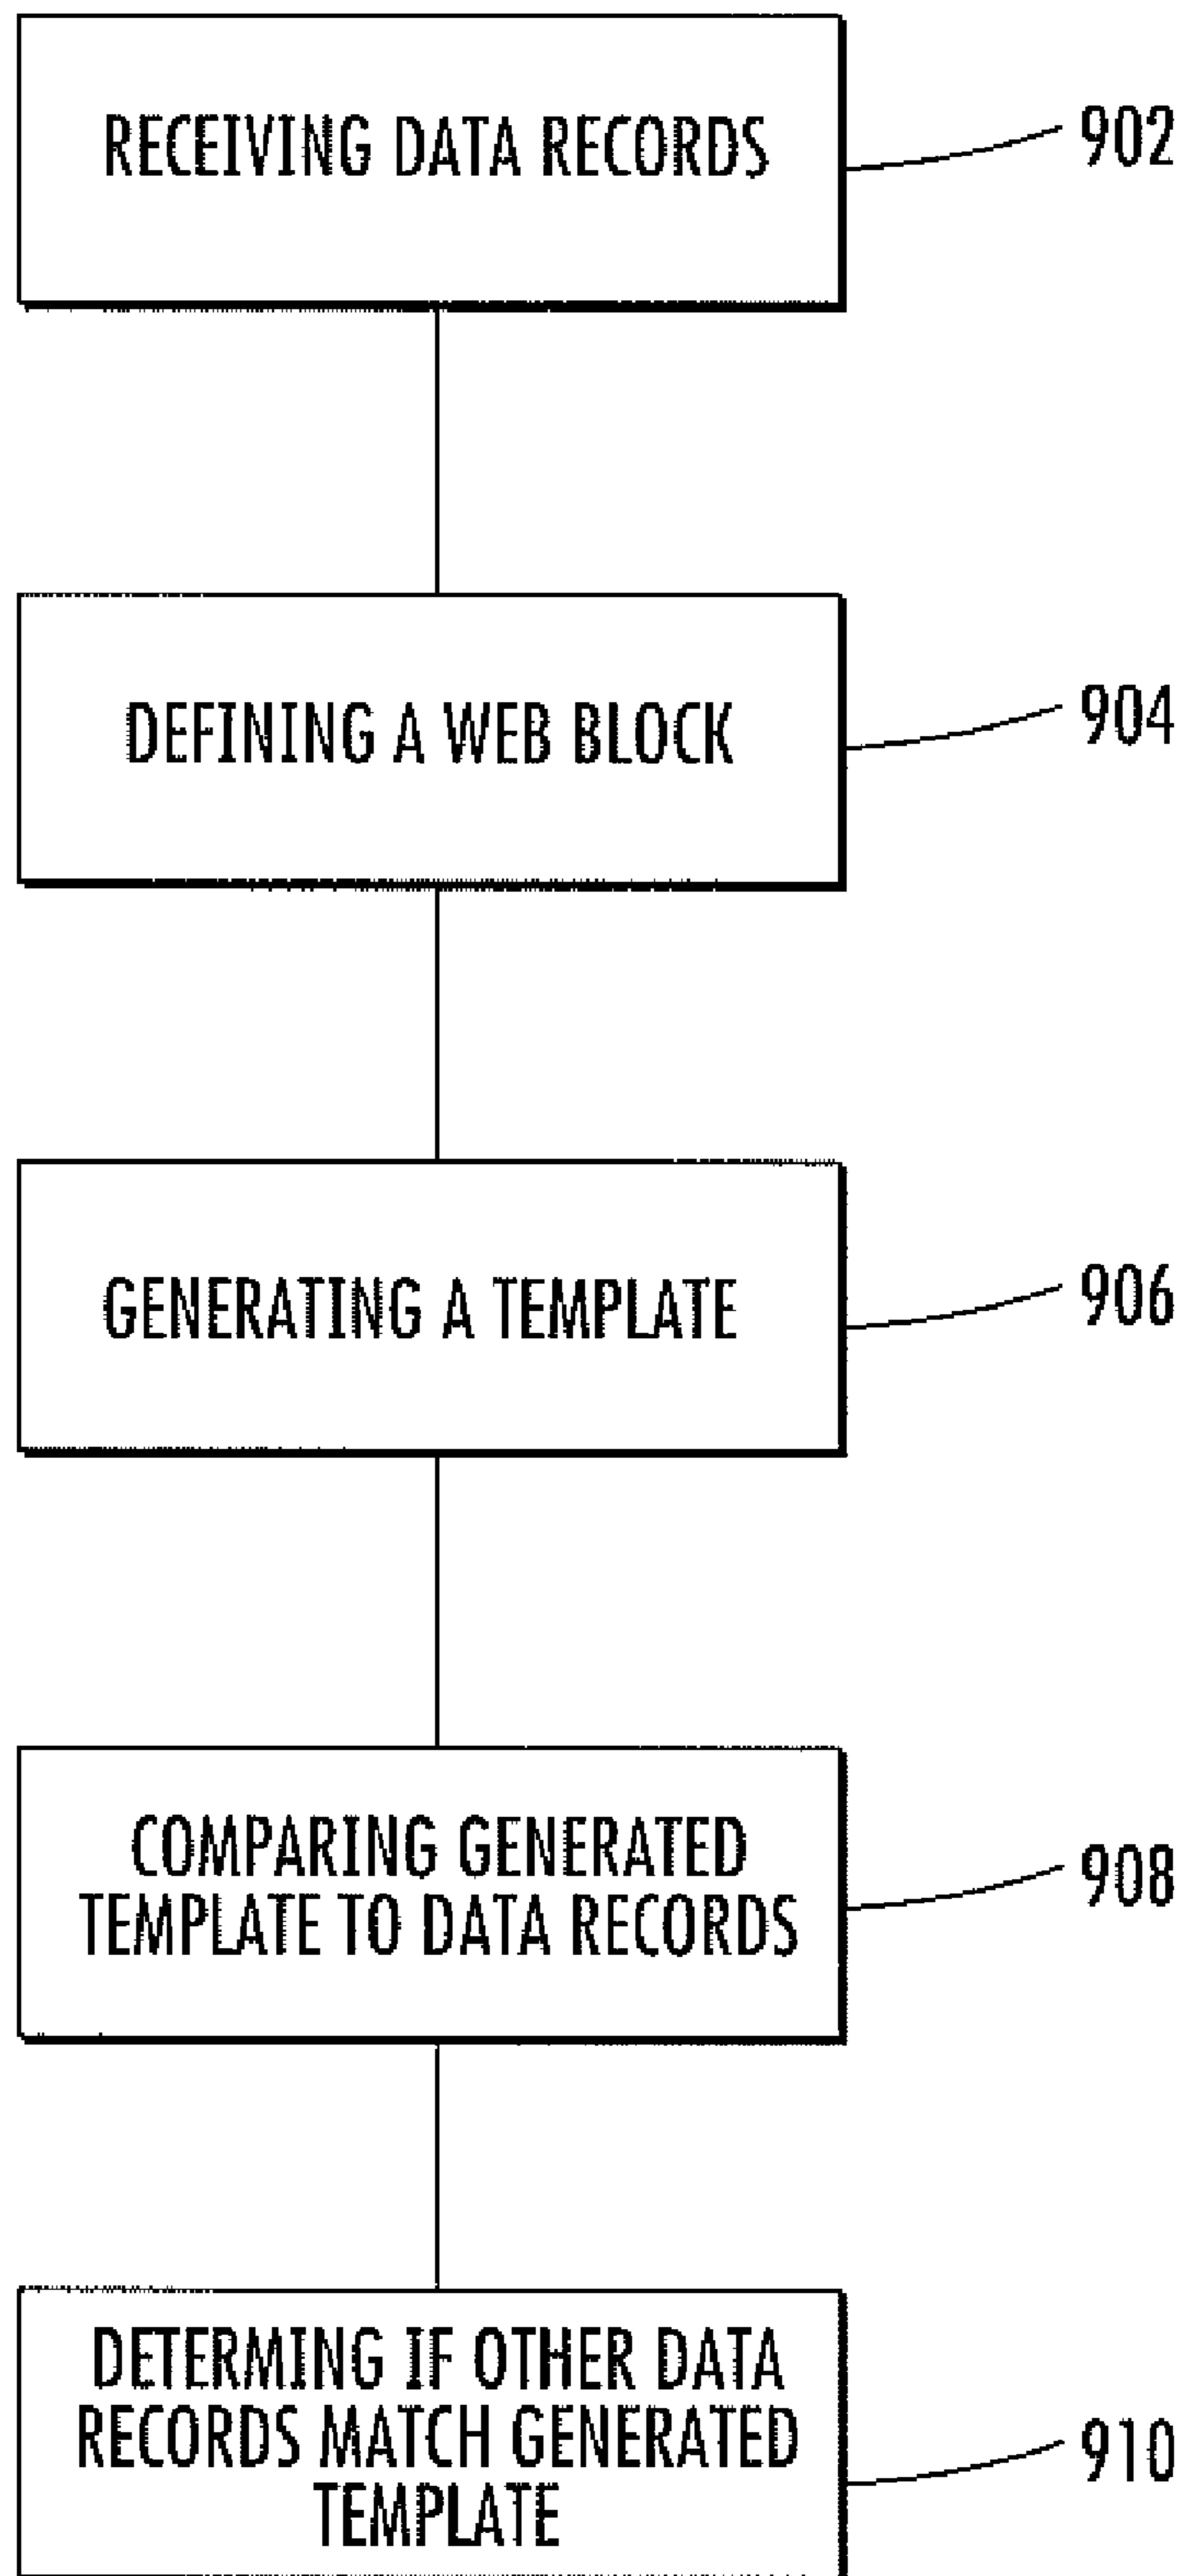 RECEIVING DATA RECORDS
902
DEFINING A WEB BLOCK
904
GENERATING A TEMPLATE
906
COMPARING GENERATED
TEMPLATE TO DATA RECORDS
908
DETERMING IF OTHER DATA
RECORDS MATCH GENERATED
TEMPLATE
910